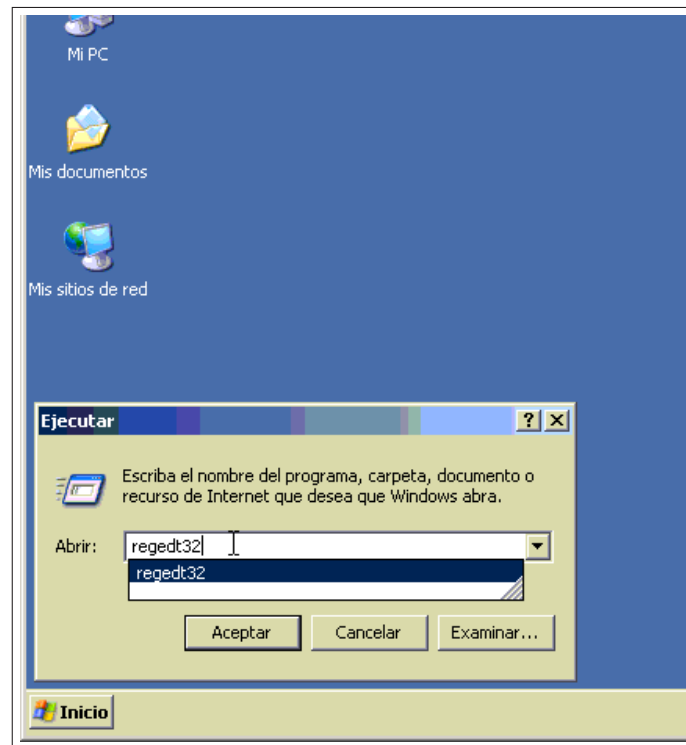 Mi PC
Mis documentos
Mis sitios de red
Ejecutar
Escriba el nombre del programa, carpeta, documento o
recurso de Internet que desea que Windows abra.
Abrir: regedt32
regedt32
Aceptar Cancelar Examinar...
Inicio